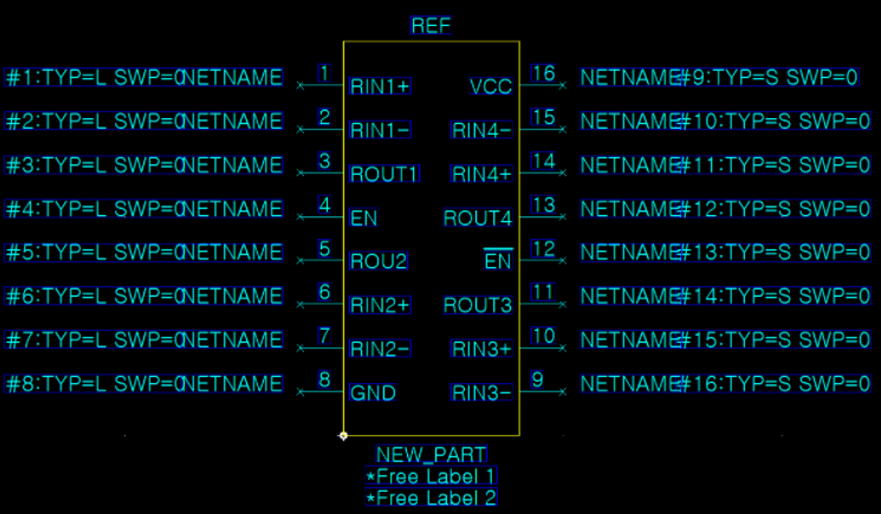 REF
#1:TYP=L SWP=0NETNAME 1 RIN1+ VCC 16 NETNAME#9:TYP=S SWP=0
#2:TYP=L SWP=0NETNAME 2 RIN1- RIN4- 15 NETNAME#10:TYP=S SWP=0
#3:TYP=L SWP=0NETNAME 3 ROUT1 RIN4+ 14 NETNAME#11:TYP=S SWP=0
#4:TYP=L SWP=0NETNAME 4 EN ROUT4 13 NETNAME#12:TYP=S SWP=0
#5:TYP=L SWP=0NETNAME 5 ROU2 E̅N̅ 12 NETNAME#13:TYP=S SWP=0
#6:TYP=L SWP=0NETNAME 6 RIN2+ ROUT3 11 NETNAME#14:TYP=S SWP=0
#7:TYP=L SWP=0NETNAME 7 RIN2- RIN3+ 10 NETNAME#15:TYP=S SWP=0
#8:TYP=L SWP=0NETNAME 8 GND RIN3- 9 NETNAME#16:TYP=S SWP=0
NEW_PART
*Free Label 1
*Free Label 2